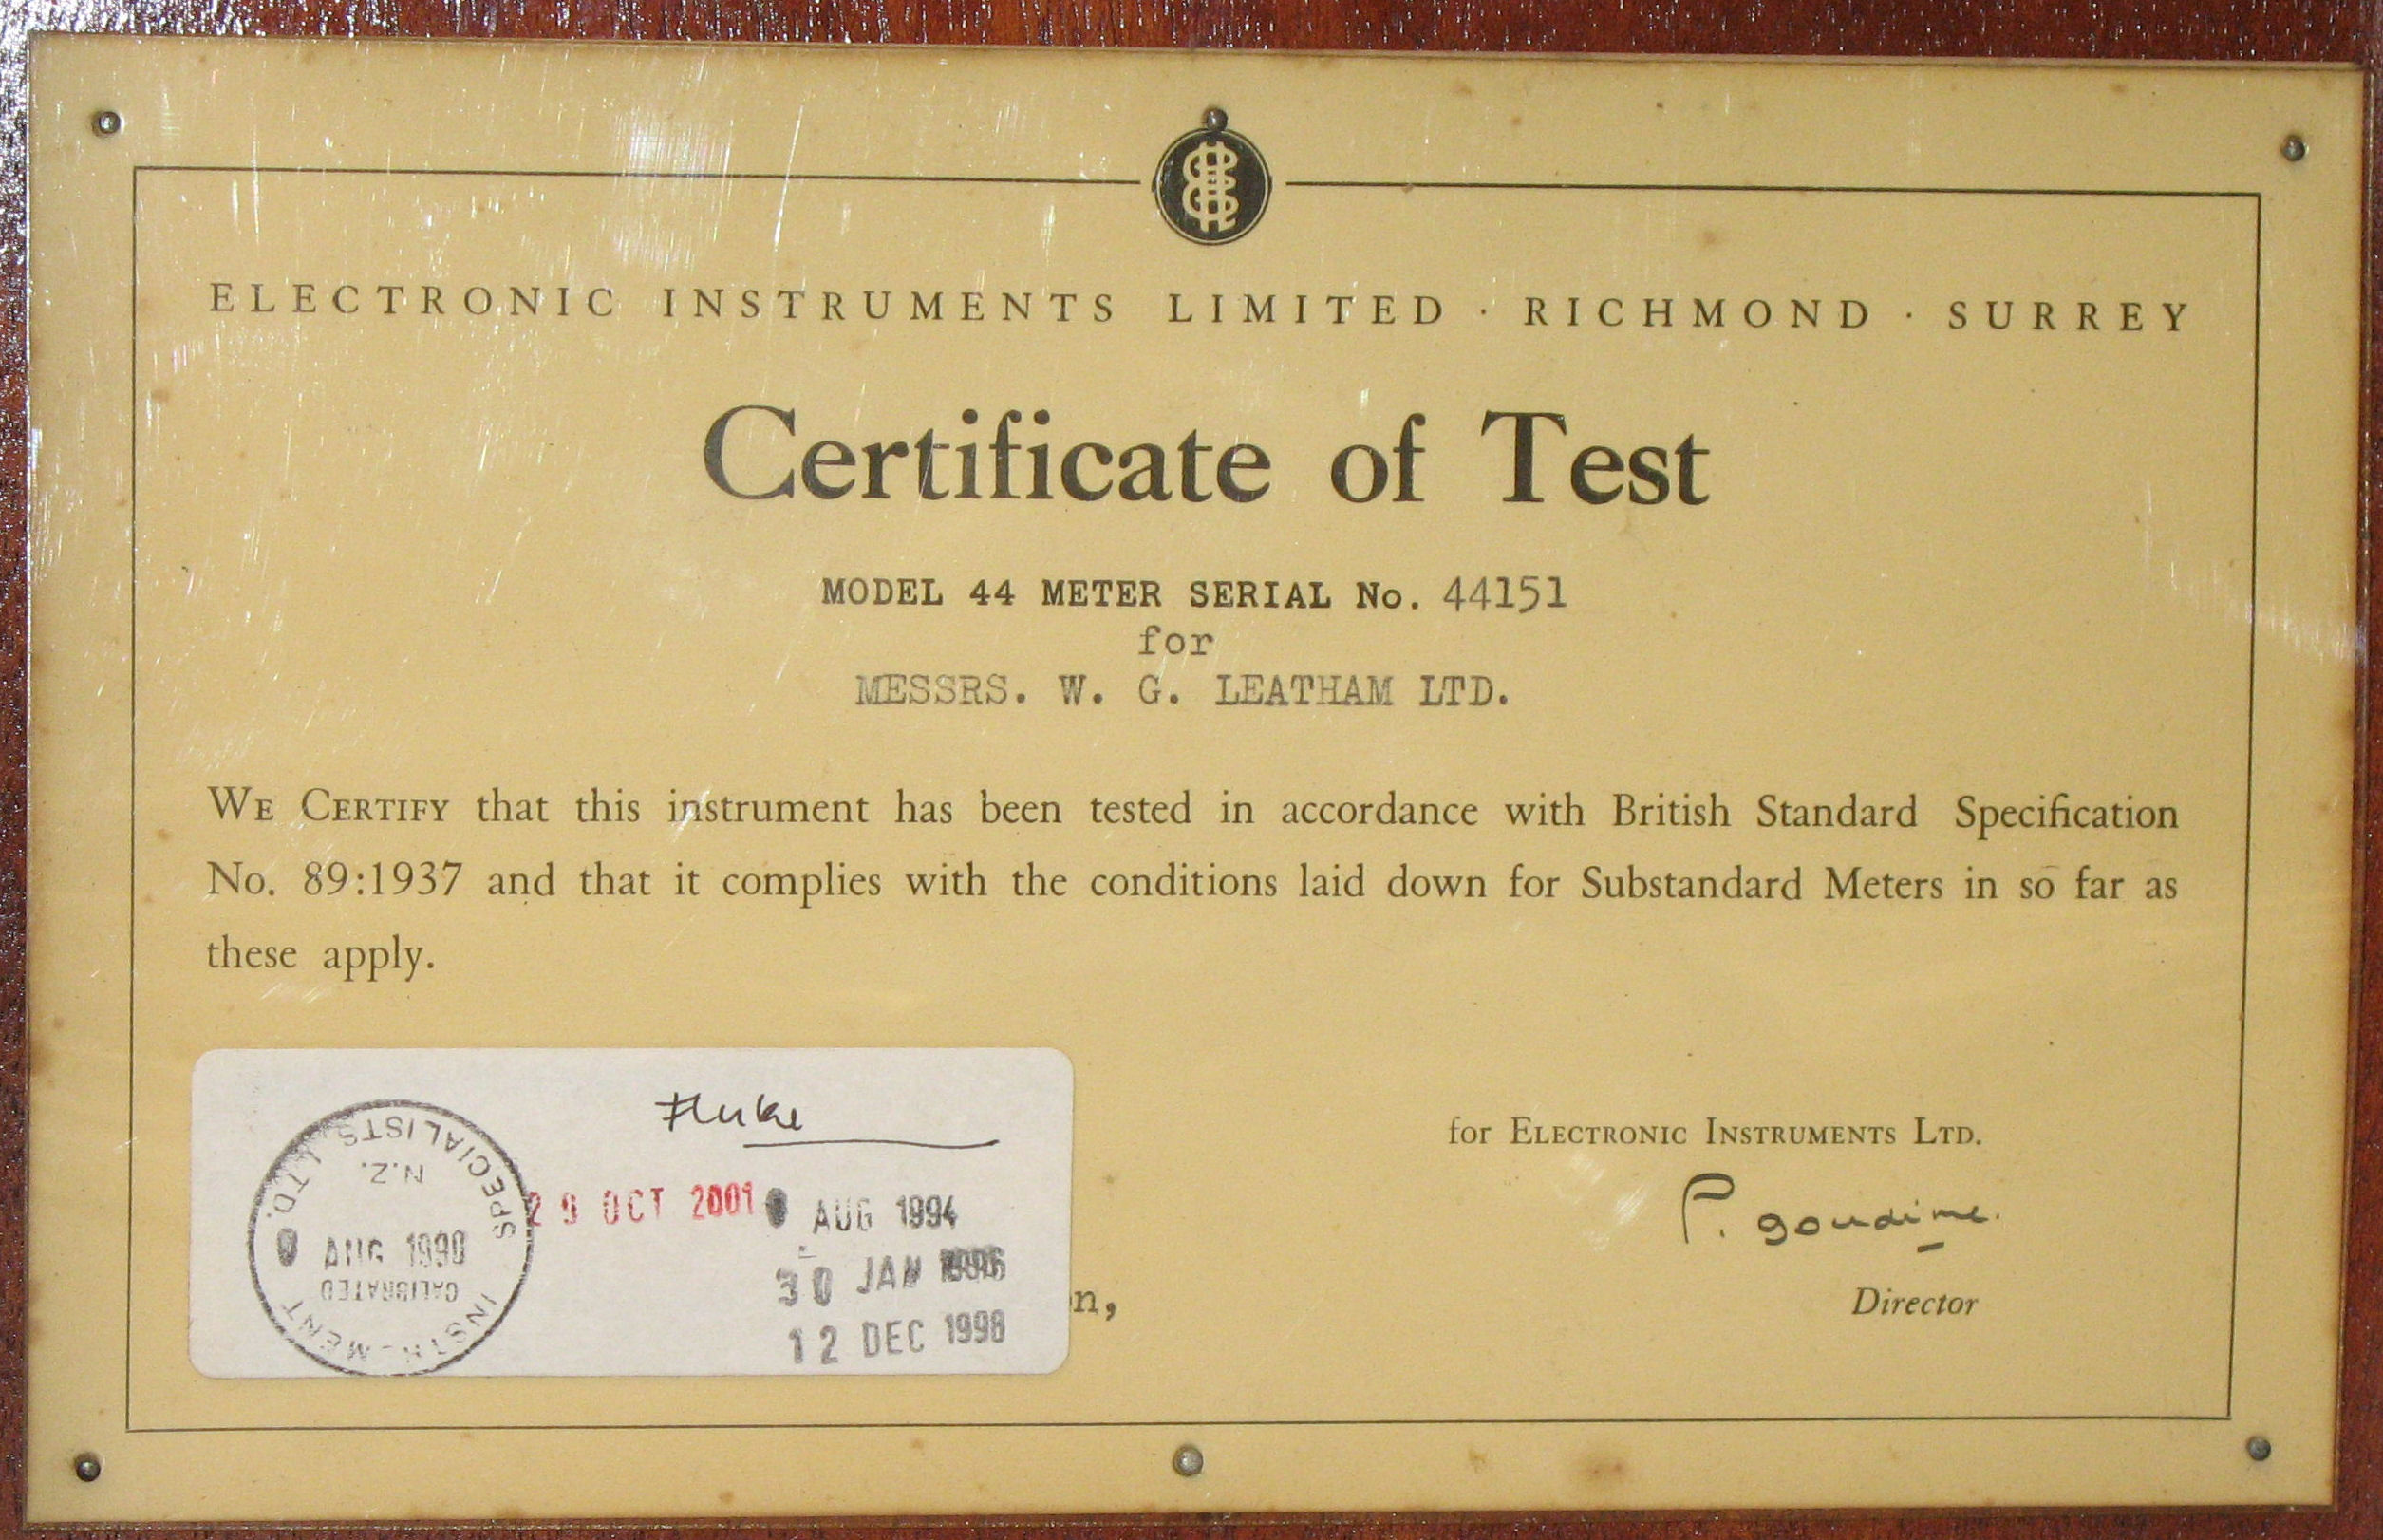 ELECTRONIC INSTRUMENTS LIMITED · RICHMOND · SURREY
Certificate of Test
MODEL 44 METER SERIAL No. 44151
for
MESSRS. W. G. LEATHAM LTD.
WE CERTIFY that this instrument has been tested in accordance with British Standard Specification
No. 89:1937 and that it complies with the conditions laid down for Substandard Meters in so far as
these apply.
Fluke
SPECIALISTS LTD.
N.Z.
AUG 1990
CALIBRATED
29 OCT 2001
AUG 1994
30 JAN
12 DEC 1998
n,
for ELECTRONIC INSTRUMENTS LTD.
P. Goudime.
Director